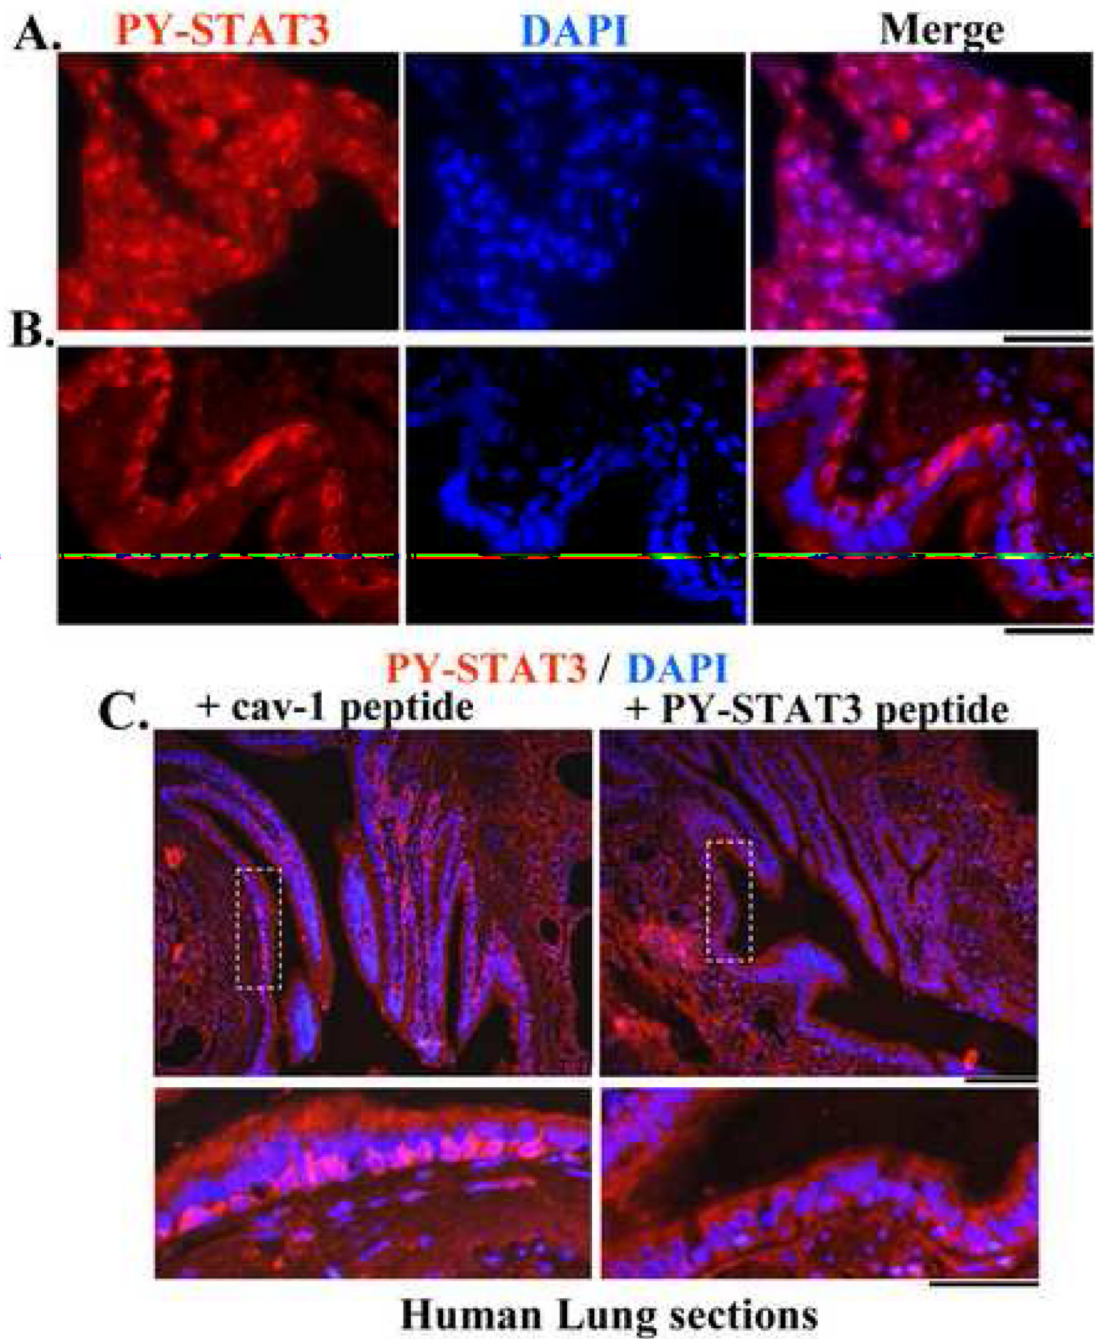 A. PY-STAT3 DAPI Merge
B.
PY-STAT3 / DAPI
C. + cav-1 peptide + PY-STAT3 peptide
Human Lung sections